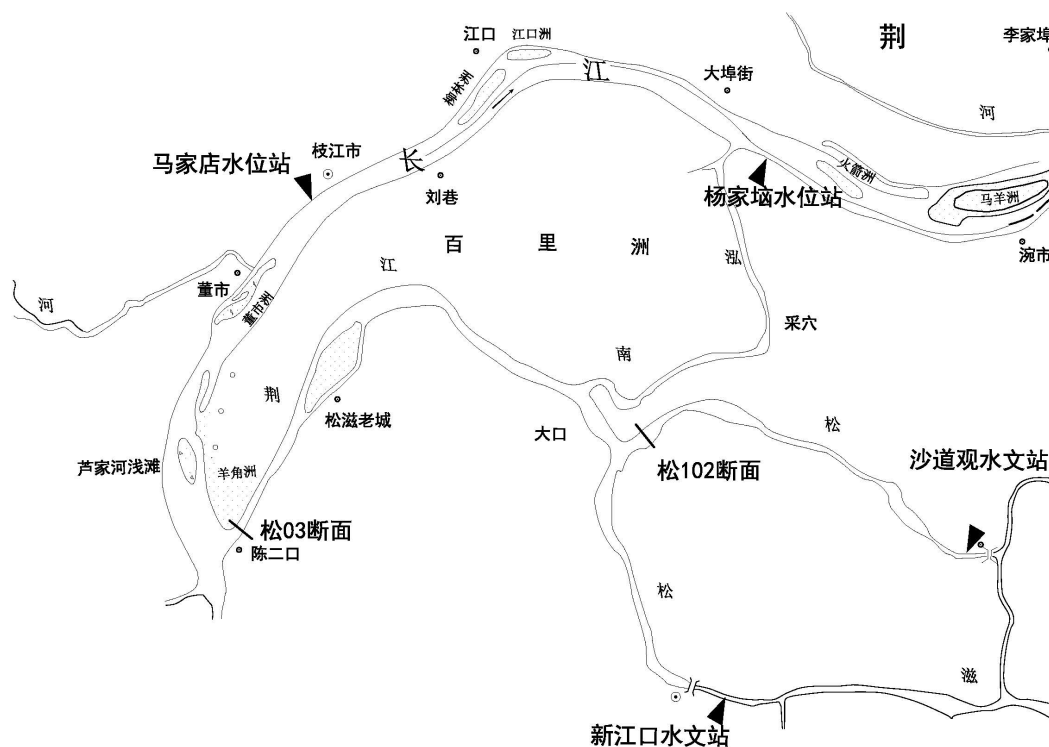 江口
江口洲
荆
李家埠
柳林洲
江
大埠街
河
马家店水位站
枝江市
长
刘巷
火箭洲
杨家垴水位站
马羊洲
百里洲
江
泓
涴市
河
董市
董市洲
采穴
南
荆
松滋老城
大口
松
芦家河浅滩
羊角洲
松102断面
沙道观水文站
松03断面
陈二口
松
滋
新江口水文站